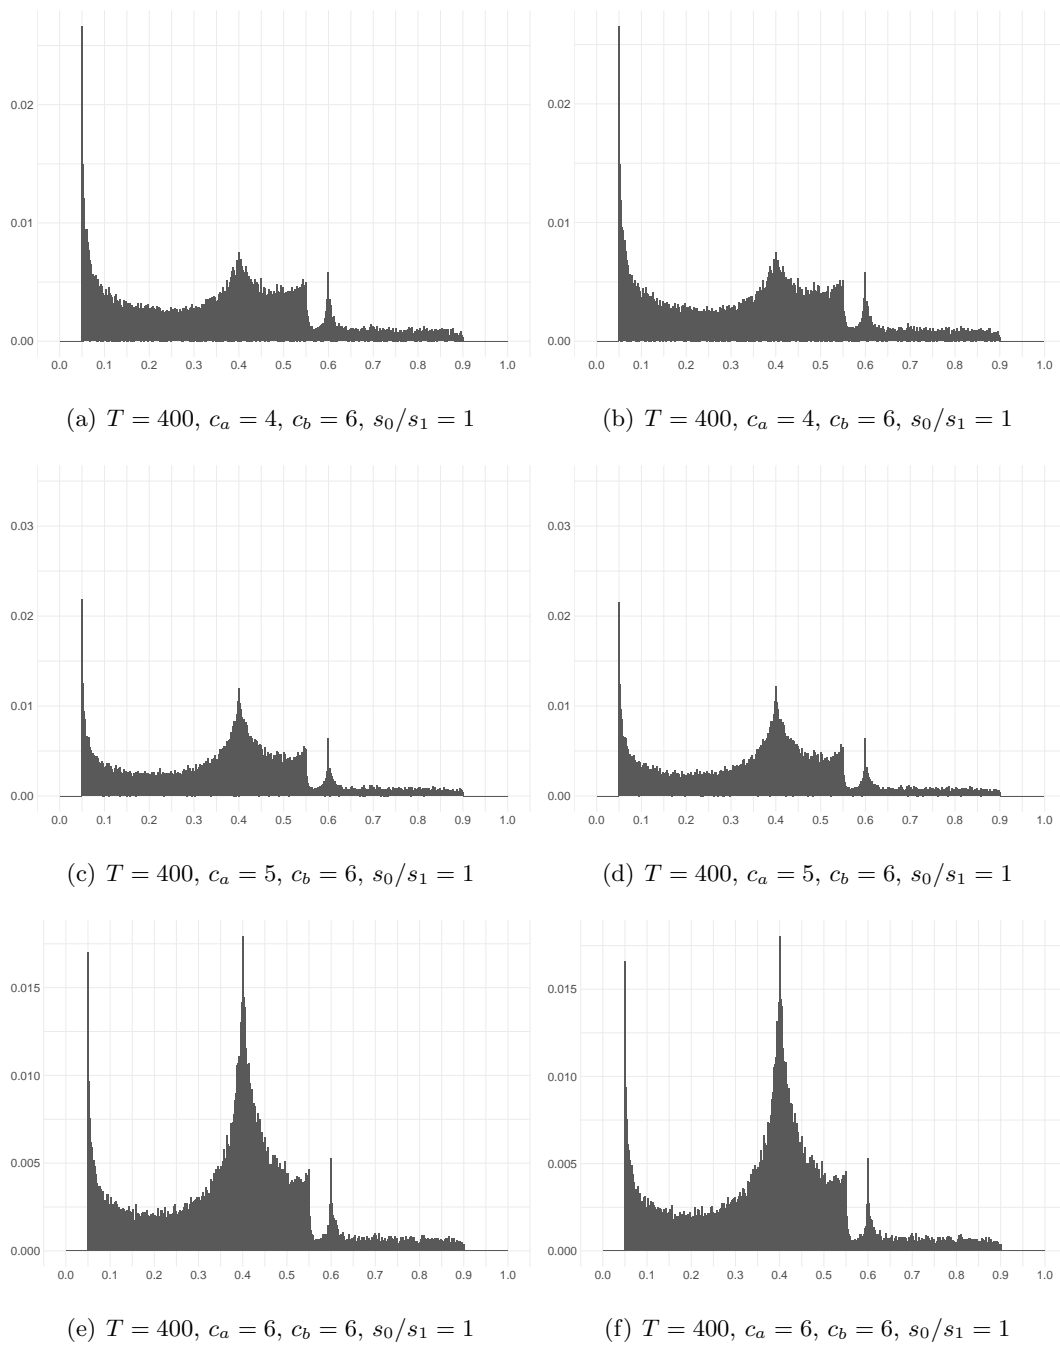 0.02
0.02
0.01
0.01
0.00
0.00
0.0 0.1 0.2 0.3 0.4 0.5 0.6 0.7 0.8 0.9 1.0
0.0 0.1 0.2 0.3 0.4 0.5 0.6 0.7 0.8 0.9 1.0
(a) T = 400, c_a = 4, c_b = 6, s_0/s_1 = 1
(b) T = 400, c_a = 4, c_b = 6, s_0/s_1 = 1
0.03
0.03
0.02
0.02
0.01
0.01
0.00
0.00
0.0 0.1 0.2 0.3 0.4 0.5 0.6 0.7 0.8 0.9 1.0
0.0 0.1 0.2 0.3 0.4 0.5 0.6 0.7 0.8 0.9 1.0
(c) T = 400, c_a = 5, c_b = 6, s_0/s_1 = 1
(d) T = 400, c_a = 5, c_b = 6, s_0/s_1 = 1
0.015
0.015
0.010
0.010
0.005
0.005
0.000
0.000
0.0 0.1 0.2 0.3 0.4 0.5 0.6 0.7 0.8 0.9 1.0
0.0 0.1 0.2 0.3 0.4 0.5 0.6 0.7 0.8 0.9 1.0
(e) T = 400, c_a = 6, c_b = 6, s_0/s_1 = 1
(f) T = 400, c_a = 6, c_b = 6, s_0/s_1 = 1